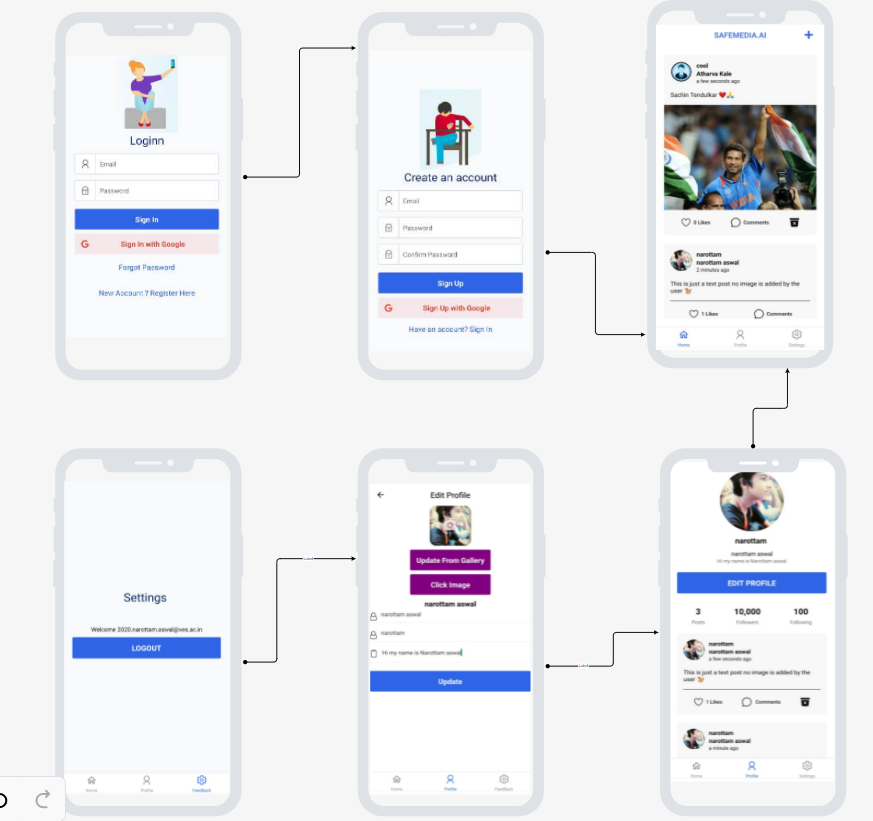 Loginn
Email
Password
Sign In
G Sign In with Google
Forgot Password
New Account ? Register Here
Create an account
Email
Password
Confirm Password
Sign Up
G Sign Up with Google
Have an account? Sign In
SAFEMEDIA.AI
cool
Atharva Kale
a few seconds ago
Sachin Tendulkar ❤️🙏
INDIA
0 Likes
Comments
narottam
narottam aswal
2 minutes ago
This is just a text post no image is added by the
user 🐿️
1 Likes
Comments
Home
Profile
Settings
Settings
Welcome 2020.narottam.aswal@ves.ac.in
LOGOUT
Home
Profile
Feedback
Label
Edit Profile
Update From Gallery
Click Image
narottam aswal
narottam aswal
narottam
Hi my name is Narottam aswal
Update
Home
Profile
Feedback
Label
narottam
narottam aswal
Hi my name is Narottam aswal
EDIT PROFILE
3
10,000
100
Posts
Followers
Following
narottam
narottam aswal
a few seconds ago
This is just a text post no image is added by the
user 🐿️
1 Likes
Comments
narottam
narottam aswal
a minute ago
Home
Profile
Settings